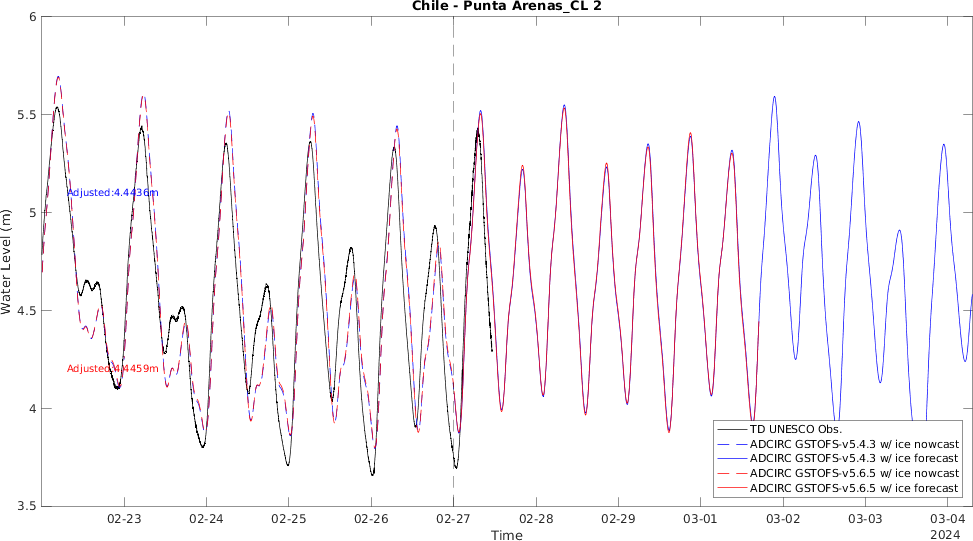 Chile - Punta Arenas_CL 2
6
5.5
5
4.5
4
3.5
Water Level (m)
Adjusted:4.4436m
Adjusted:4.4459m
TD UNESCO Obs.
ADCIRC GSTOFS-v5.4.3 w/ ice nowcast
ADCIRC GSTOFS-v5.4.3 w/ ice forecast
ADCIRC GSTOFS-v5.6.5 w/ ice nowcast
ADCIRC GSTOFS-v5.6.5 w/ ice forecast
02-23 02-24 02-25 02-26 02-27 02-28 02-29 03-01 03-02 03-03 03-04
Time 2024